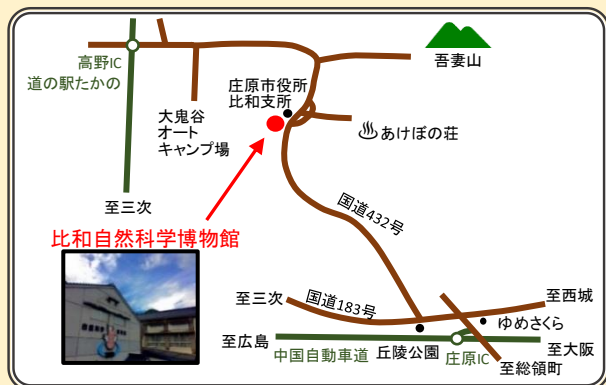 高野IC
道の駅たかの
大鬼谷
オート
キャンプ場
庄原市役所
比和支所
吾妻山
♨あけぼの荘
至三次
比和自然科学博物館
国道432号
至三次
国道183号
至西城
ゆめさくら
至広島
中国自動車道
丘陵公園
庄原IC
至大阪
至総領町